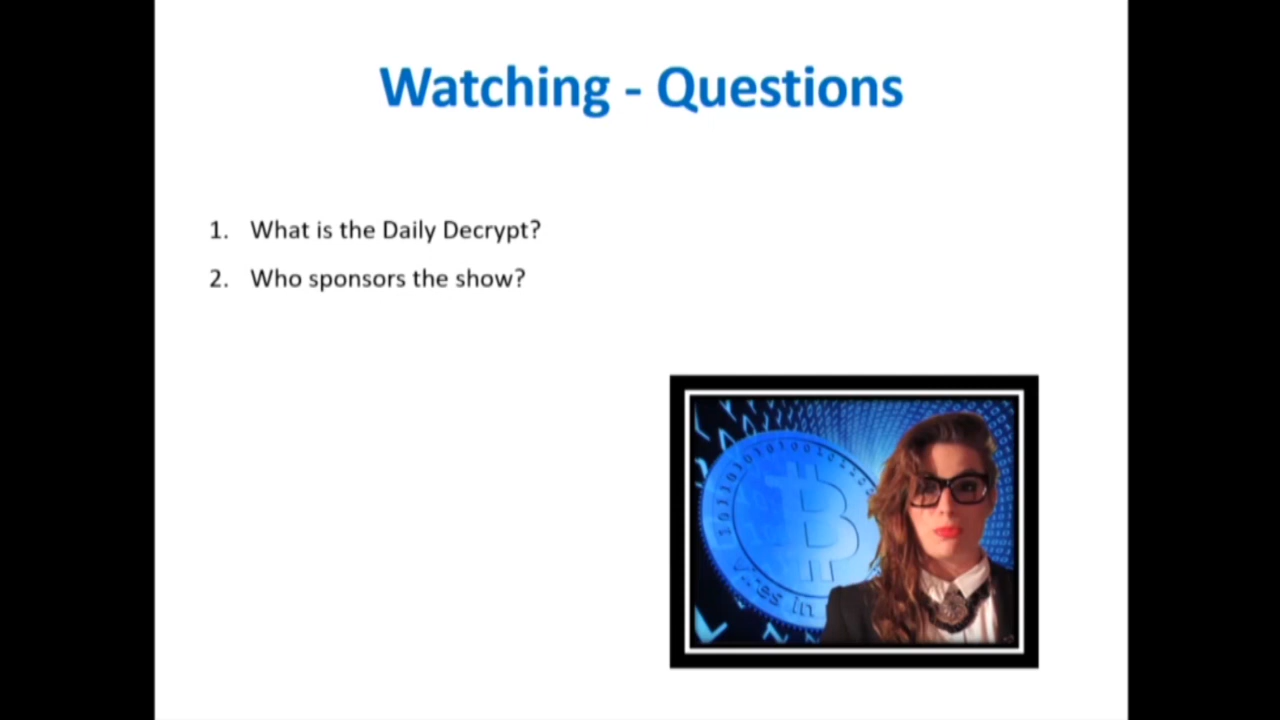 Watching - Questions
1. What is the Daily Decrypt?
2. Who sponsors the show?